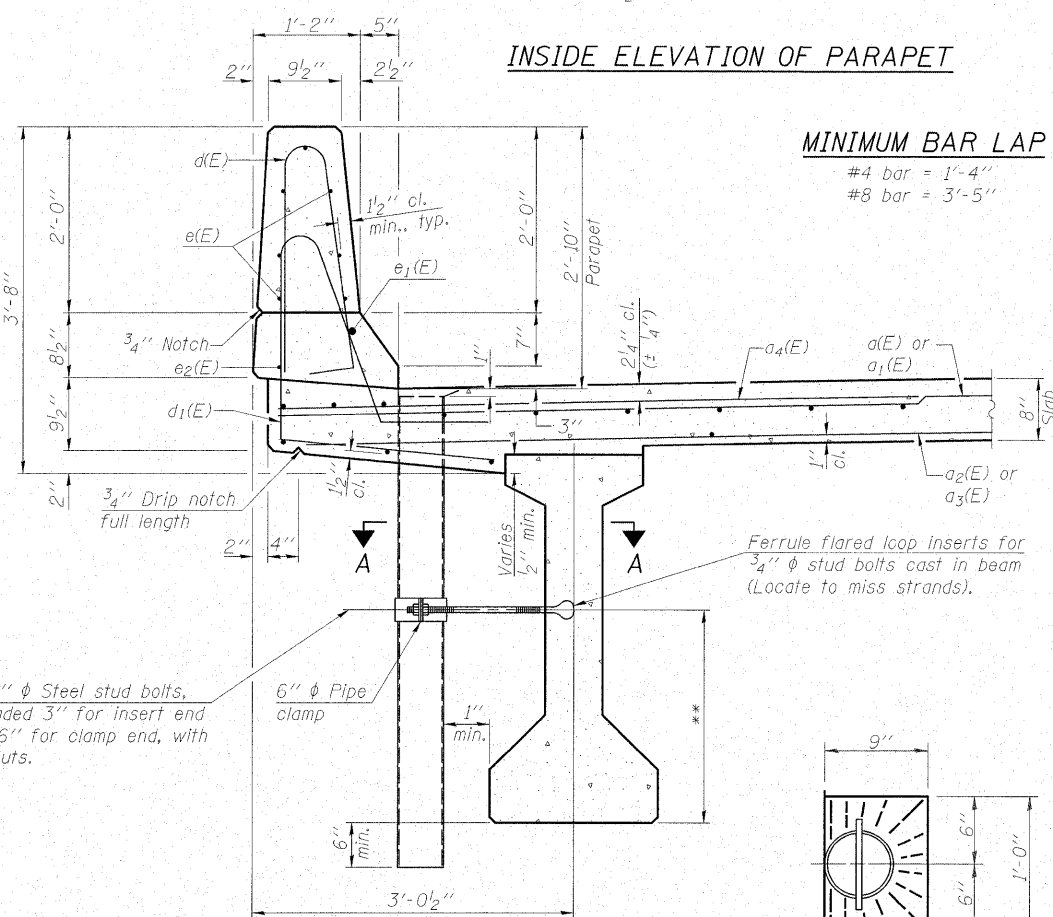 1'-2" 5"
INSIDE ELEVATION OF PARAPET
2" 9½" 2½"
MINIMUM BAR LAP
#4 bar = 1'-4"
#8 bar = 3'-5"
d(E)
1½" cl.
min., typ.
2'-0"
2'-0"
2'-10"
Parapet
e(E)
e1(E)
3'-8"
2¼" cl.
(± ¼")
¾" Notch
8½"
7"
1"
a4(E)
a(E) or
a1(E)
e2(E)
9½"
d1(E)
3"
8"
Slab
1"
cl.
1½"
cl.
a2(E) or
a3(E)
2"
¾" Drip notch
full length
2" 4"
Varies
½" min.
A
A
Ferrule flared loop inserts for
¾" φ stud bolts cast in beam
(Locate to miss strands).
" φ Steel stud bolts,
ded 3" for insert end
6" for clamp end, with
uts.
6" φ Pipe
clamp
1"
min.
**
9"
6"
min.
6"
1'-0"
6"
3'-0½"